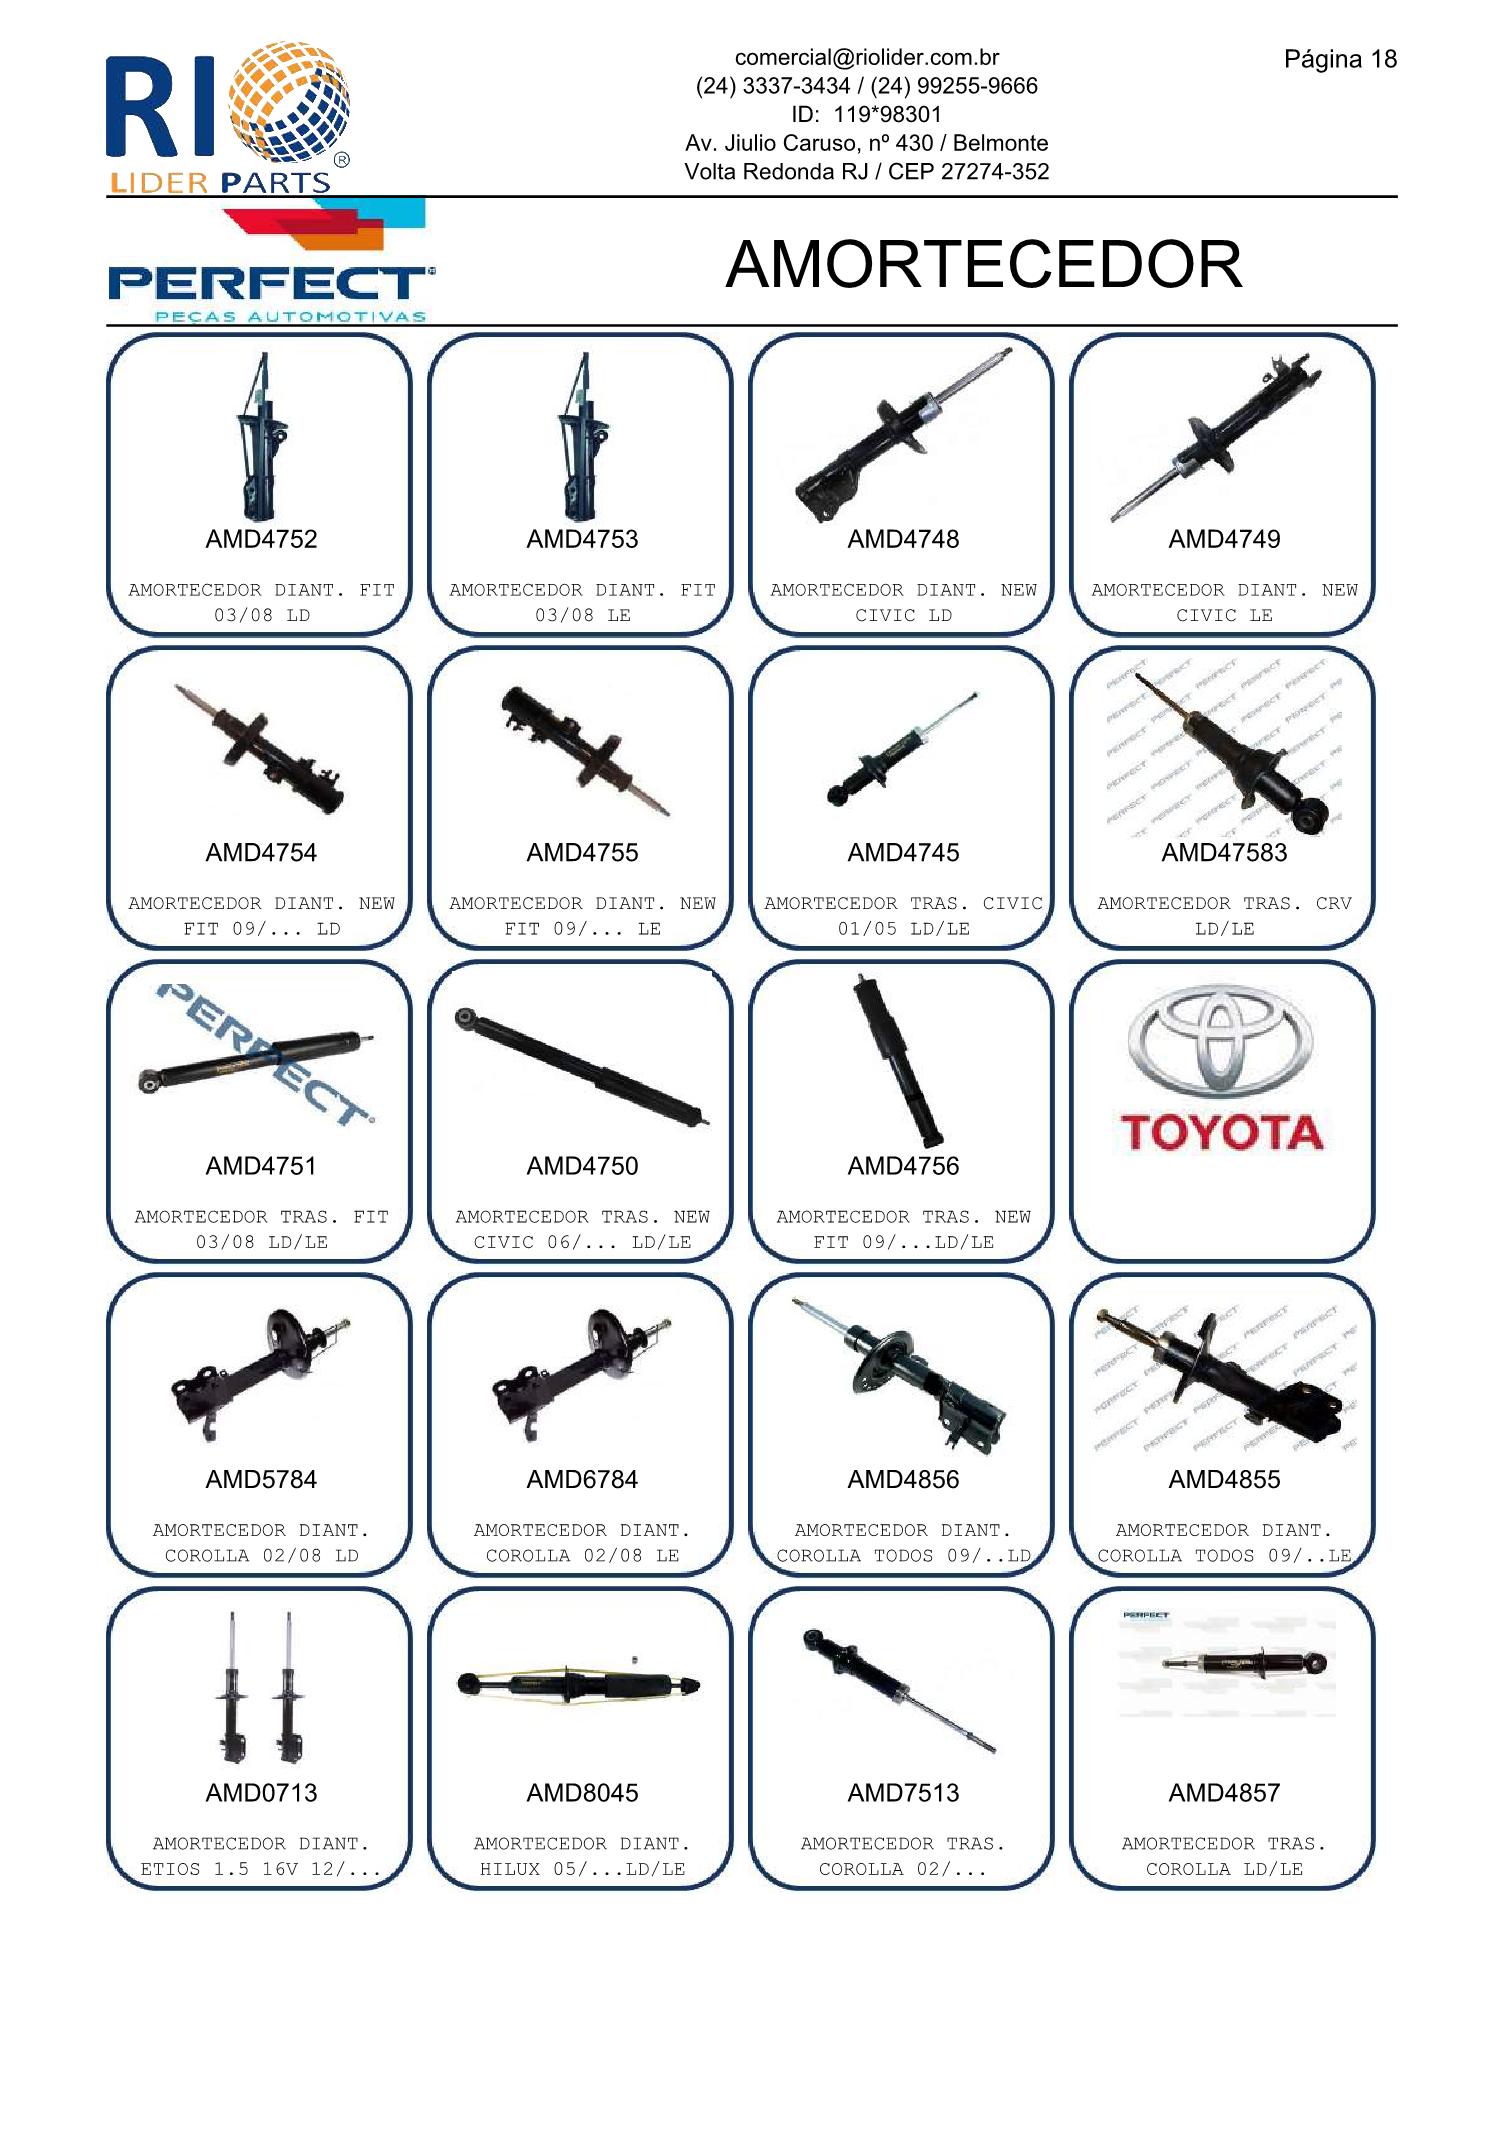 comercial@riolider.com.br
Página 18
(24) 3337-3434 / (24) 99255-9666
ID: 119*98301
Av. Jiulio Caruso, nº 430 / Belmonte
Volta Redonda RJ / CEP 27274-352
RIO
®
LIDER PARTS
PERFECT
PEÇAS AUTOMOTIVAS
AMORTECEDOR
AMD4752
AMORTECEDOR DIANT. FIT
03/08 LD
AMD4753
AMORTECEDOR DIANT. FIT
03/08 LE
AMD4748
AMORTECEDOR DIANT. NEW
CIVIC LD
AMD4749
AMORTECEDOR DIANT. NEW
CIVIC LE
AMD4754
AMORTECEDOR DIANT. NEW
FIT 09/... LD
AMD4755
AMORTECEDOR DIANT. NEW
FIT 09/... LE
AMD4745
AMORTECEDOR TRAS. CIVIC
01/05 LD/LE
PERFECT
AMD47583
AMORTECEDOR TRAS. CRV
LD/LE
PERFECT
AMD4751
AMORTECEDOR TRAS. FIT
03/08 LD/LE
AMD4750
AMORTECEDOR TRAS. NEW
CIVIC 06/... LD/LE
AMD4756
AMORTECEDOR TRAS. NEW
FIT 09/...LD/LE
TOYOTA
AMD5784
AMORTECEDOR DIANT.
COROLLA 02/08 LD
AMD6784
AMORTECEDOR DIANT.
COROLLA 02/08 LE
AMD4856
AMORTECEDOR DIANT.
COROLLA TODOS 09/..LD
PERFECT
AMD4855
AMORTECEDOR DIANT.
COROLLA TODOS 09/..LE
AMD0713
AMORTECEDOR DIANT.
ETIOS 1.5 16V 12/...
AMD8045
AMORTECEDOR DIANT.
HILUX 05/...LD/LE
AMD7513
AMORTECEDOR TRAS.
COROLLA 02/...
PERFECT
AMD4857
AMORTECEDOR TRAS.
COROLLA LD/LE